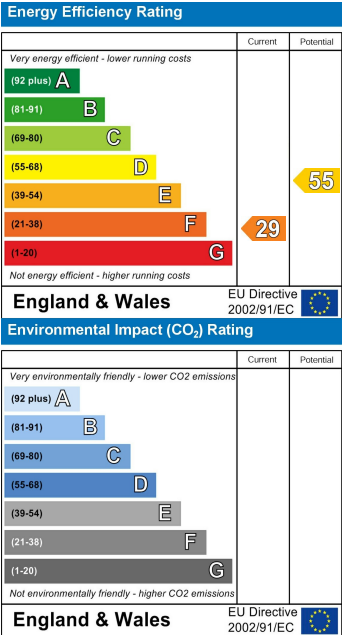 Energy Efficiency Rating
Current Potential
Very energy efficient - lower running costs
(92 plus) A
(81-91) B
(69-80) C
(55-68) D
55
(39-54) E
(21-38) F
29
(1-20) G
Not energy efficient - higher running costs
England & Wales
EU Directive
2002/91/EC
Environmental Impact (CO₂) Rating
Current Potential
Very environmentally friendly - lower CO2 emissions
(92 plus) A
(81-91) B
(69-80) C
(55-68) D
(39-54) E
(21-38) F
(1-20) G
Not environmentally friendly - higher CO2 emissions
England & Wales
EU Directive
2002/91/EC